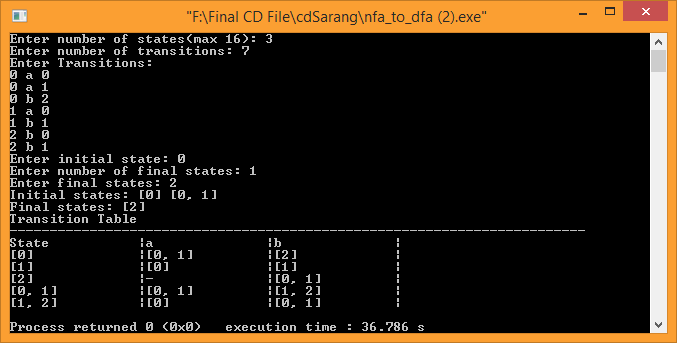 "F:\Final CD File\cdSarang\nfa_to_dfa (2).exe"
Enter number of states(max 16): 3
Enter number of transitions: 7
Enter Transitions:
0 a 0
0 a 1
0 b 2
1 a 0
1 b 1
2 b 0
2 b 1
Enter initial state: 0
Enter number of final states: 1
Enter final states: 2
Initial states: [0] [0, 1]
Final states: [2]
Transition Table
------------------------------------------------------------------------
State |a |b |
[0] |[0, 1] |[2] |
[1] |[0] |[1] |
[2] |- |[0, 1] |
[0, 1] |[0, 1] |[1, 2] |
[1, 2] |[0] |[0, 1] |
Process returned 0 (0x0) execution time : 36.786 s